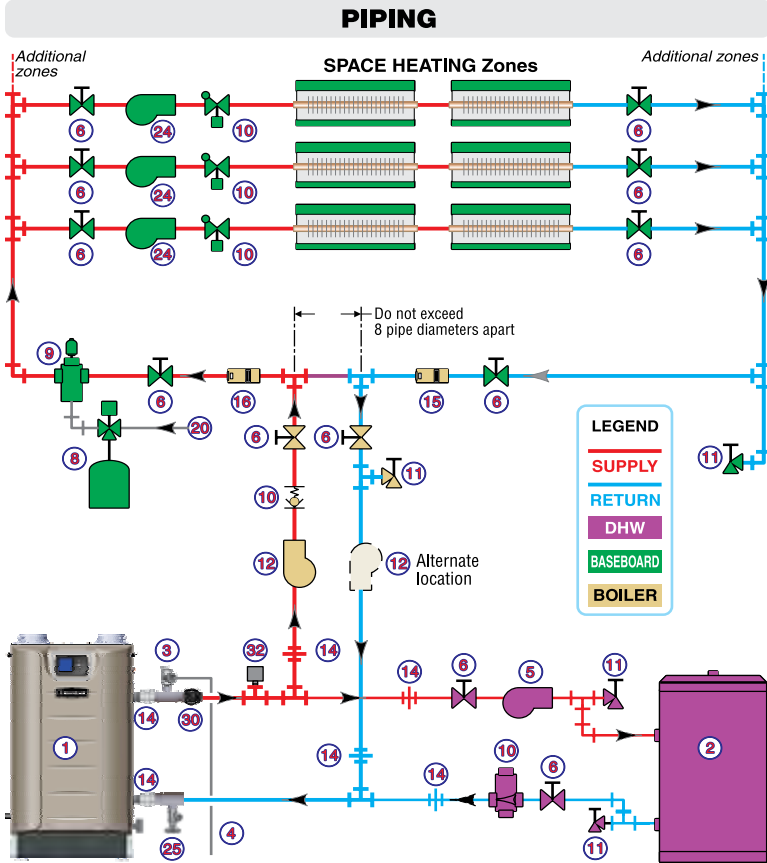 PIPING
Additional zones
Additional zones
SPACE HEATING Zones
6 24 10 6
6 24 10 6
6 24 10 6
Do not exceed
8 pipe diameters apart
9
6 16 15 6
20
8
6 6
11
11
10
12
12 Alternate
location
LEGEND
SUPPLY
RETURN
DHW
BASEBOARD
BOILER
3
32
14
14
6
5
11
14
30
1
2
14
14
14
10
6
25
4
11